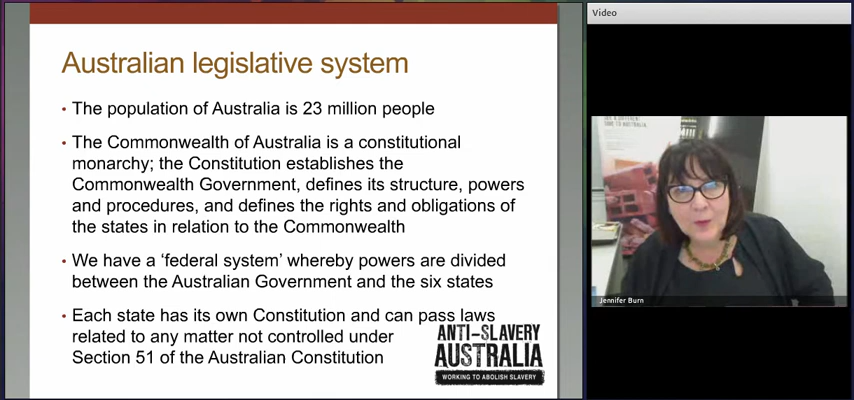 Australian legislative system
• The population of Australia is 23 million people
• The Commonwealth of Australia is a constitutional
monarchy; the Constitution establishes the
Commonwealth Government, defines its structure, powers
and procedures, and defines the rights and obligations of
the states in relation to the Commonwealth
• We have a ‘federal system’ whereby powers are divided
between the Australian Government and the six states
• Each state has its own Constitution and can pass laws
related to any matter not controlled under
Section 51 of the Australian Constitution
ANTI-SLAVERY
AUSTRALIA
WORKING TO ABOLISH SLAVERY
Video
Jennifer Burn